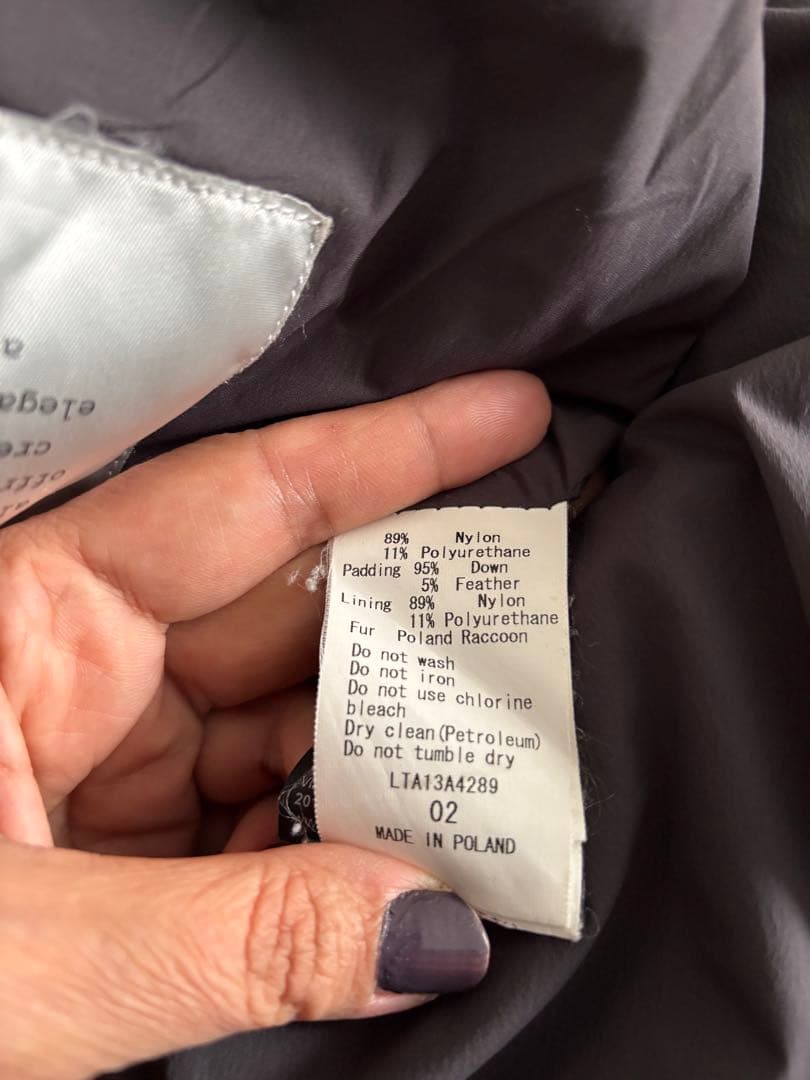 89% Nylon
11% Polyurethane
Padding 95% Down
5% Feather
Lining 89% Nylon
11% Polyurethane
Fur Poland Raccoon
Do not wash
Do not iron
Do not use chlorine
bleach
Dry clean(Petroleum)
Do not tumble dry
LTA13A4289
02
MADE IN POLAND
20